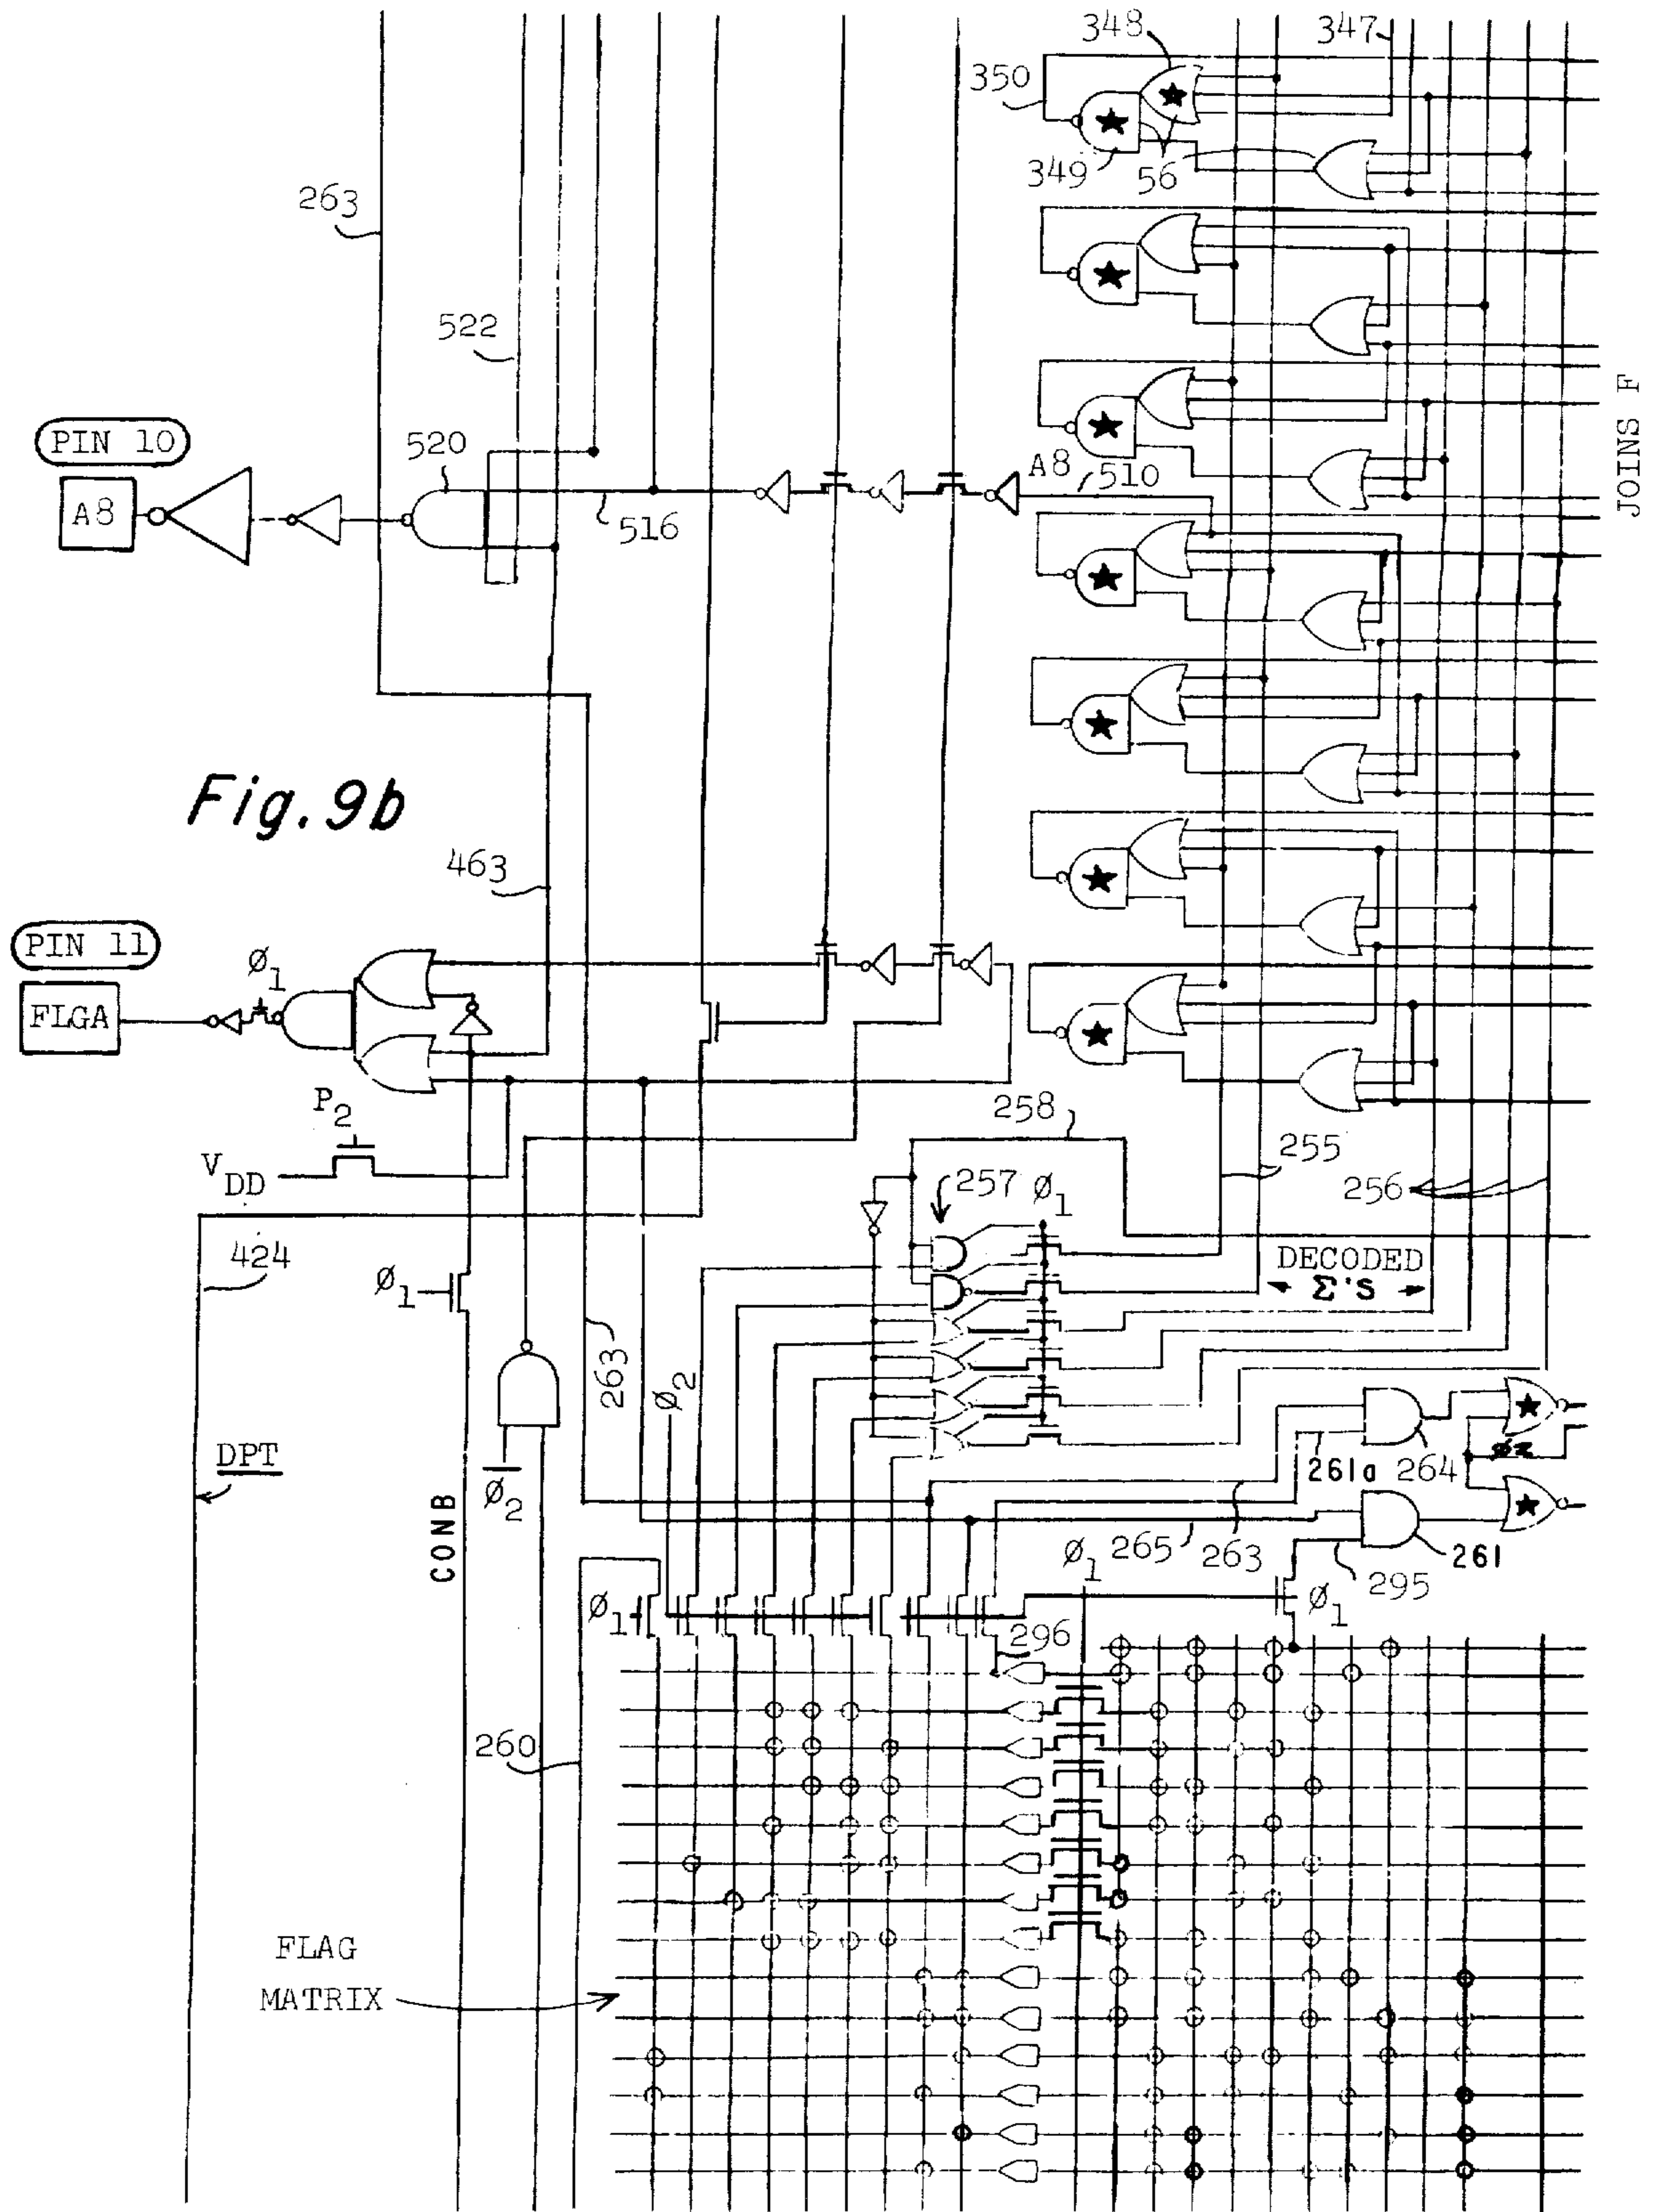 348
347
350
349
56
263
522
JOINS F
PIN 10
520
A8
A8
510
516
Fig. 9b
463
PIN 11
Ø1
FLGA
P2
VDD
258
255
257
Ø1
256
424
DECODED
Σ'S
Ø1
263
Ø2
DPT
Ø2
261a
264
Ø2
CONB
Ø1
265
263
261
295
Ø1
Ø1
296
260
FLAG
MATRIX